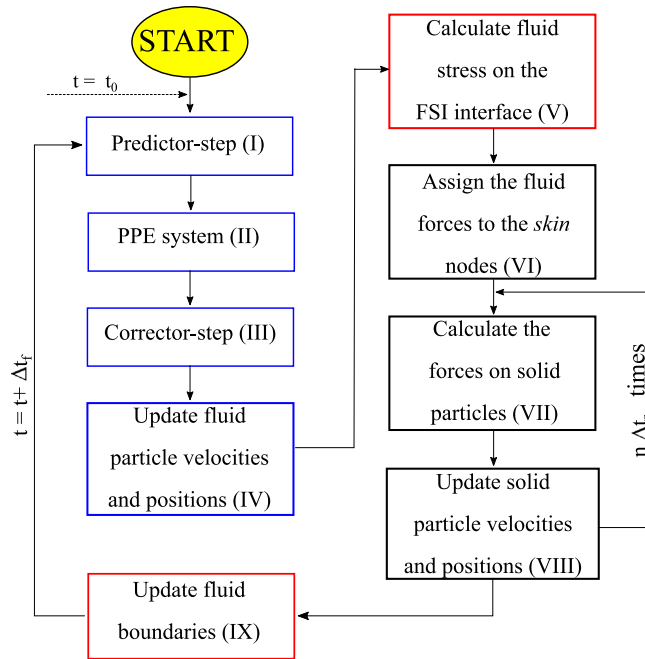 START
t = t₀
Predictor-step (I)
PPE system (II)
Corrector-step (III)
Update fluid
particle velocities
and positions (IV)
t = t+ Δt_f
Calculate fluid
stress on the
FSI interface (V)
Assign the fluid
forces to the skin
nodes (VI)
Calculate the
forces on solid
particles (VII)
Update solid
particle velocities
and positions (VIII)
times
Update fluid
boundaries (IX)